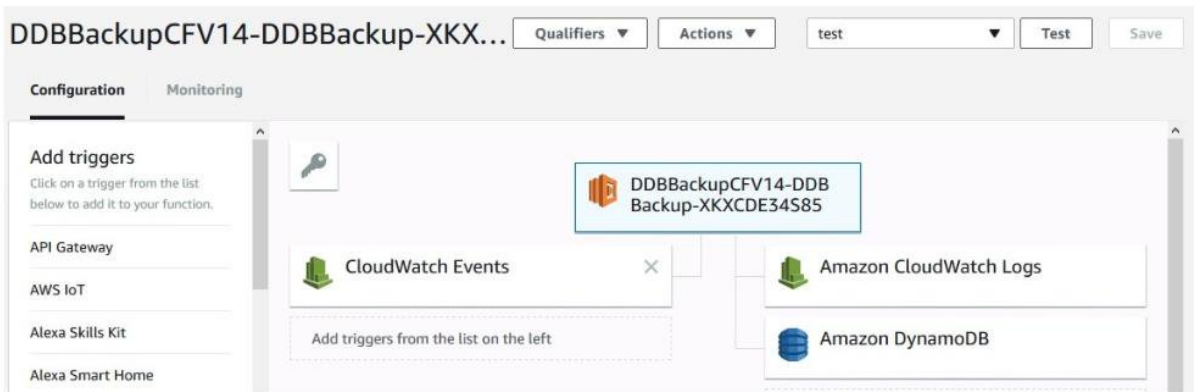 DDBBackupCFV14-DDBBackup-XKX...
Qualifiers
Actions
test
Test
Save
Configuration
Monitoring
Add triggers
Click on a trigger from the list
below to add it to your function.
API Gateway
AWS IoT
Alexa Skills Kit
Alexa Smart Home
DDBBackupCFV14-DDB
Backup-XKXCDE34S85
CloudWatch Events
Add triggers from the list on the left
Amazon CloudWatch Logs
Amazon DynamoDB